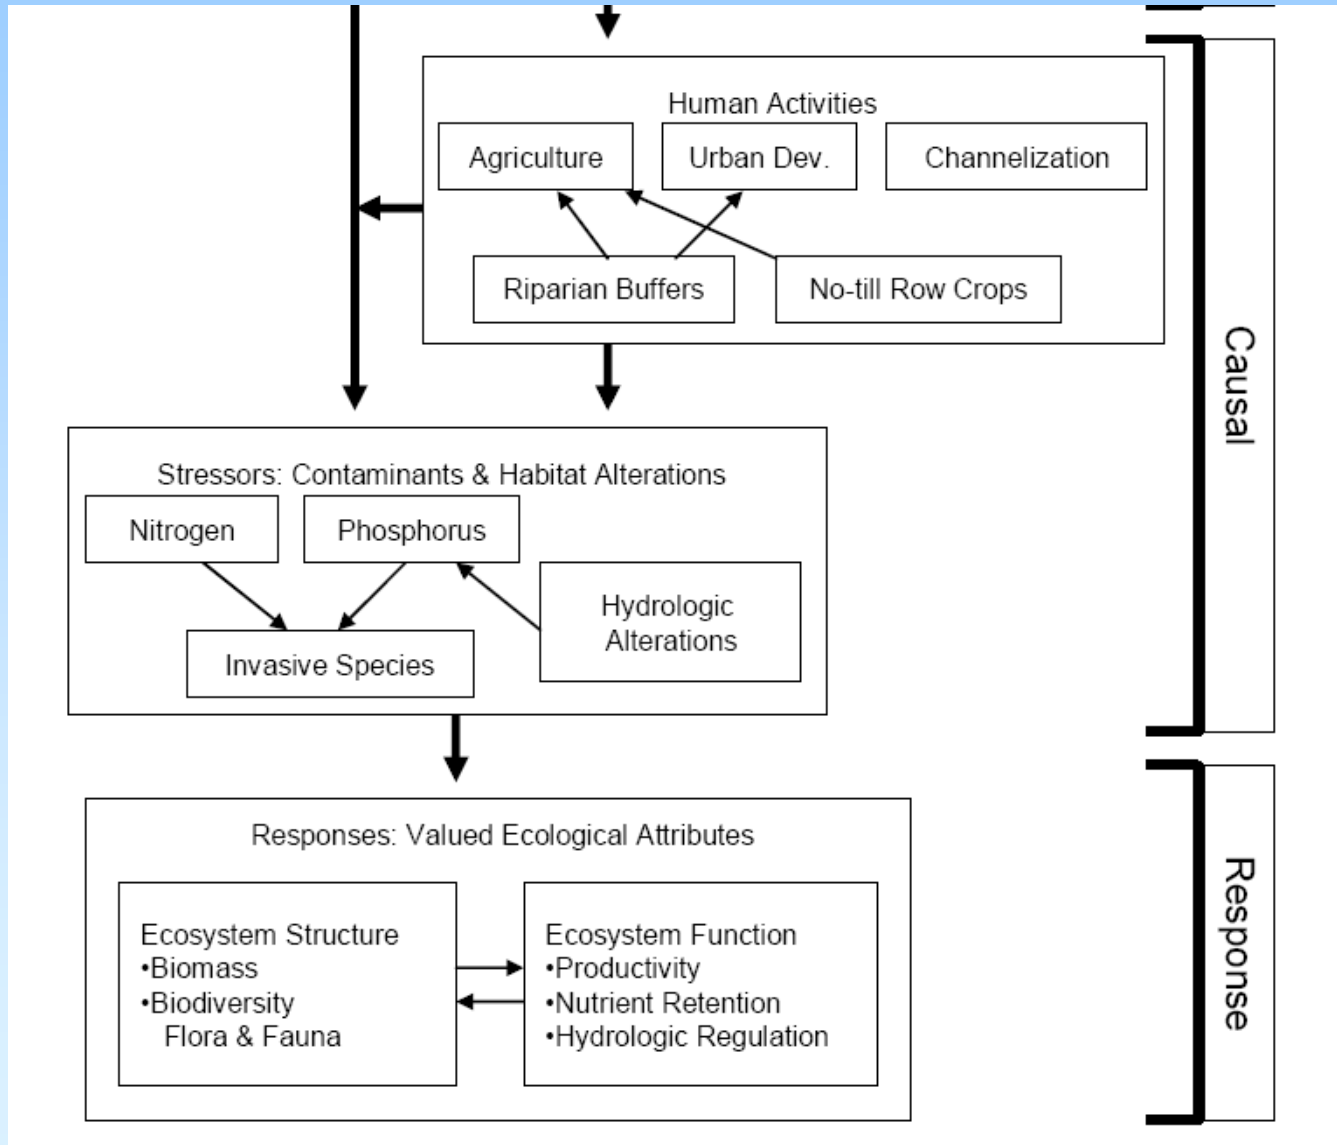 Human Activities
Agriculture
Urban Dev.
Channelization
Riparian Buffers
No-till Row Crops
Causal
Stressors: Contaminants & Habitat Alterations
Nitrogen
Phosphorus
Hydrologic
Alterations
Invasive Species
Responses: Valued Ecological Attributes
Ecosystem Structure
•Biomass
•Biodiversity
Flora & Fauna
Ecosystem Function
•Productivity
•Nutrient Retention
•Hydrologic Regulation
Response